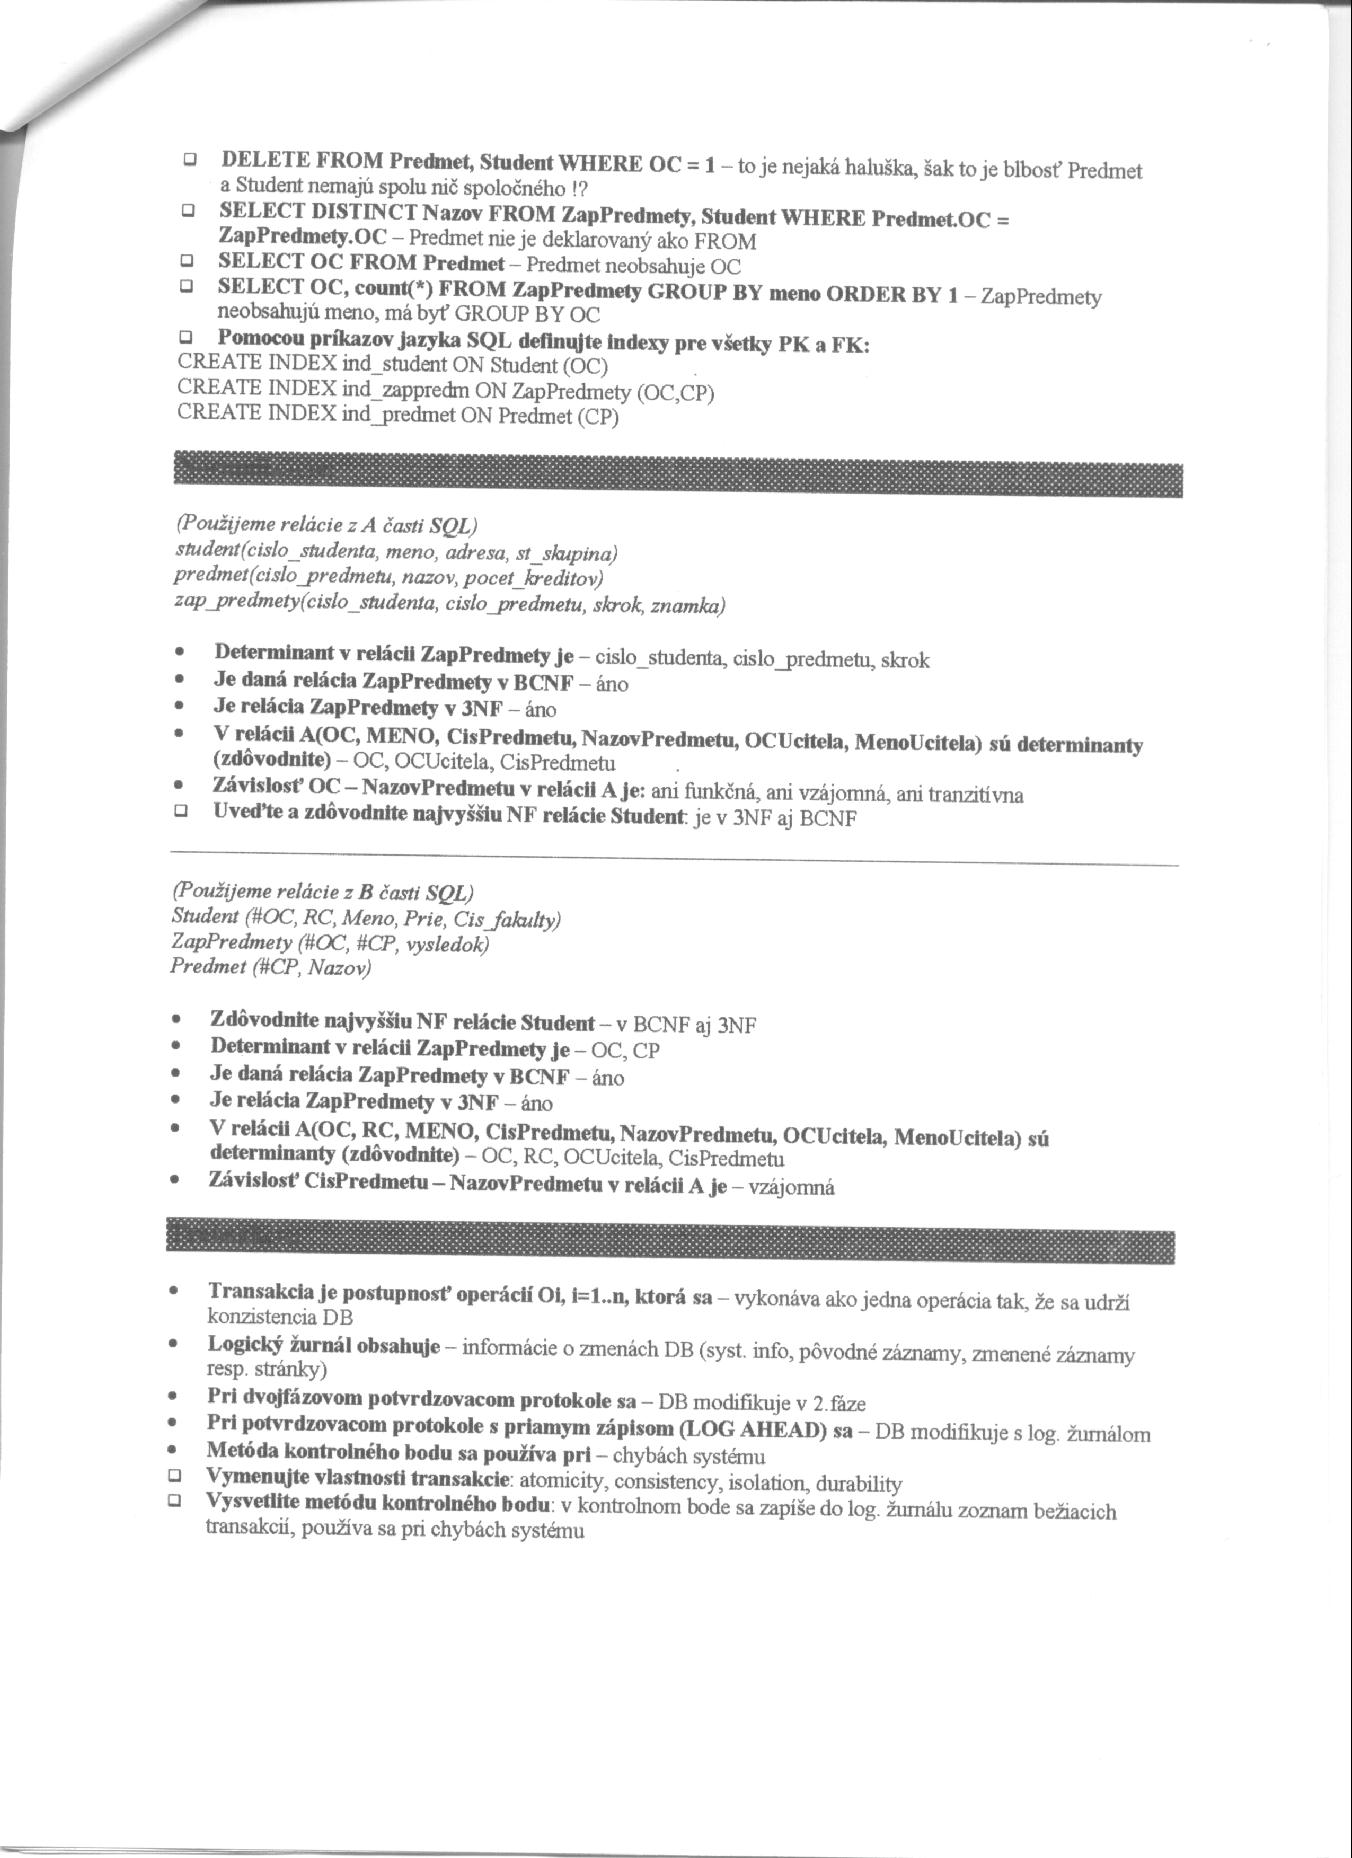 ❑ DELETE FROM Predmet, Student WHERE OC = 1 – to je nejaká haluška, šak to je blbosť Predmet
a Student nemajú spolu nič spoločného !?
❑ SELECT DISTINCT Nazov FROM ZapPredmety, Student WHERE Predmet.OC =
ZapPredmety.OC – Predmet nie je deklarovaný ako FROM
❑ SELECT OC FROM Predmet – Predmet neobsahuje OC
❑ SELECT OC, count(*) FROM ZapPredmety GROUP BY meno ORDER BY 1 – ZapPredmety
neobsahujú meno, má byť GROUP BY OC
❑ Pomocou príkazov jazyka SQL definujte indexy pre všetky PK a FK:
CREATE INDEX ind_student ON Student (OC)
CREATE INDEX ind_zappredm ON ZapPredmety (OC,CP)
CREATE INDEX ind_predmet ON Predmet (CP)
(Použijeme relácie z A časti SQL)
student(cislo_studenta, meno, adresa, st_skupina)
predmet(cislo_predmetu, nazov, pocet_kreditov)
zap_predmety(cislo_studenta, cislo_predmetu, skrok, znamka)
• Determinant v relácii ZapPredmety je – cislo_studenta, cislo_predmetu, skrok
• Je daná relácia ZapPredmety v BCNF – áno
• Je relácia ZapPredmety v 3NF – áno
• V relácii A(OC, MENO, CisPredmetu, NazovPredmetu, OCUcitela, MenoUcitela) sú determinanty
(zdôvodnite) – OC, OCUcitela, CisPredmetu
• Závislosť OC – NazovPredmetu v relácii A je: ani funkčná, ani vzájomná, ani tranzitívna
❑ Uveďte a zdôvodnite najvyššiu NF relácie Student: je v 3NF aj BCNF
(Použijeme relácie z B časti SQL)
Student (#OC, RC, Meno, Prie, Cis_fakulty)
ZapPredmety (#OC, #CP, vysledok)
Predmet (#CP, Nazov)
• Zdôvodnite najvyššiu NF relácie Student – v BCNF aj 3NF
• Determinant v relácii ZapPredmety je – OC, CP
• Je daná relácia ZapPredmety v BCNF – áno
• Je relácia ZapPredmety v 3NF – áno
• V relácii A(OC, RC, MENO, CisPredmetu, NazovPredmetu, OCUcitela, MenoUcitela) sú
determinanty (zdôvodnite) – OC, RC, OCUcitela, CisPredmetu
• Závislosť CisPredmetu – NazovPredmetu v relácii A je – vzájomná
• Transakcia je postupnosť operácií Oi, i=1..n, ktorá sa – vykonáva ako jedna operácia tak, že sa udrží
konzistencia DB
• Logický žurnál obsahuje – informácie o zmenách DB (syst. info, pôvodné záznamy, zmenené záznamy
resp. stránky)
• Pri dvojfázovom potvrdzovacom protokole sa – DB modifikuje v 2.fáze
• Pri potvrdzovacom protokole s priamym zápisom (LOG AHEAD) sa – DB modifikuje s log. žurnálom
• Metóda kontrolného bodu sa používa pri – chybách systému
❑ Vymenujte vlastnosti transakcie: atomicity, consistency, isolation, durability
❑ Vysvetlite metódu kontrolného bodu: v kontrolnom bode sa zapíše do log. žurnálu zoznam bežiacich
transakcií, používa sa pri chybách systému